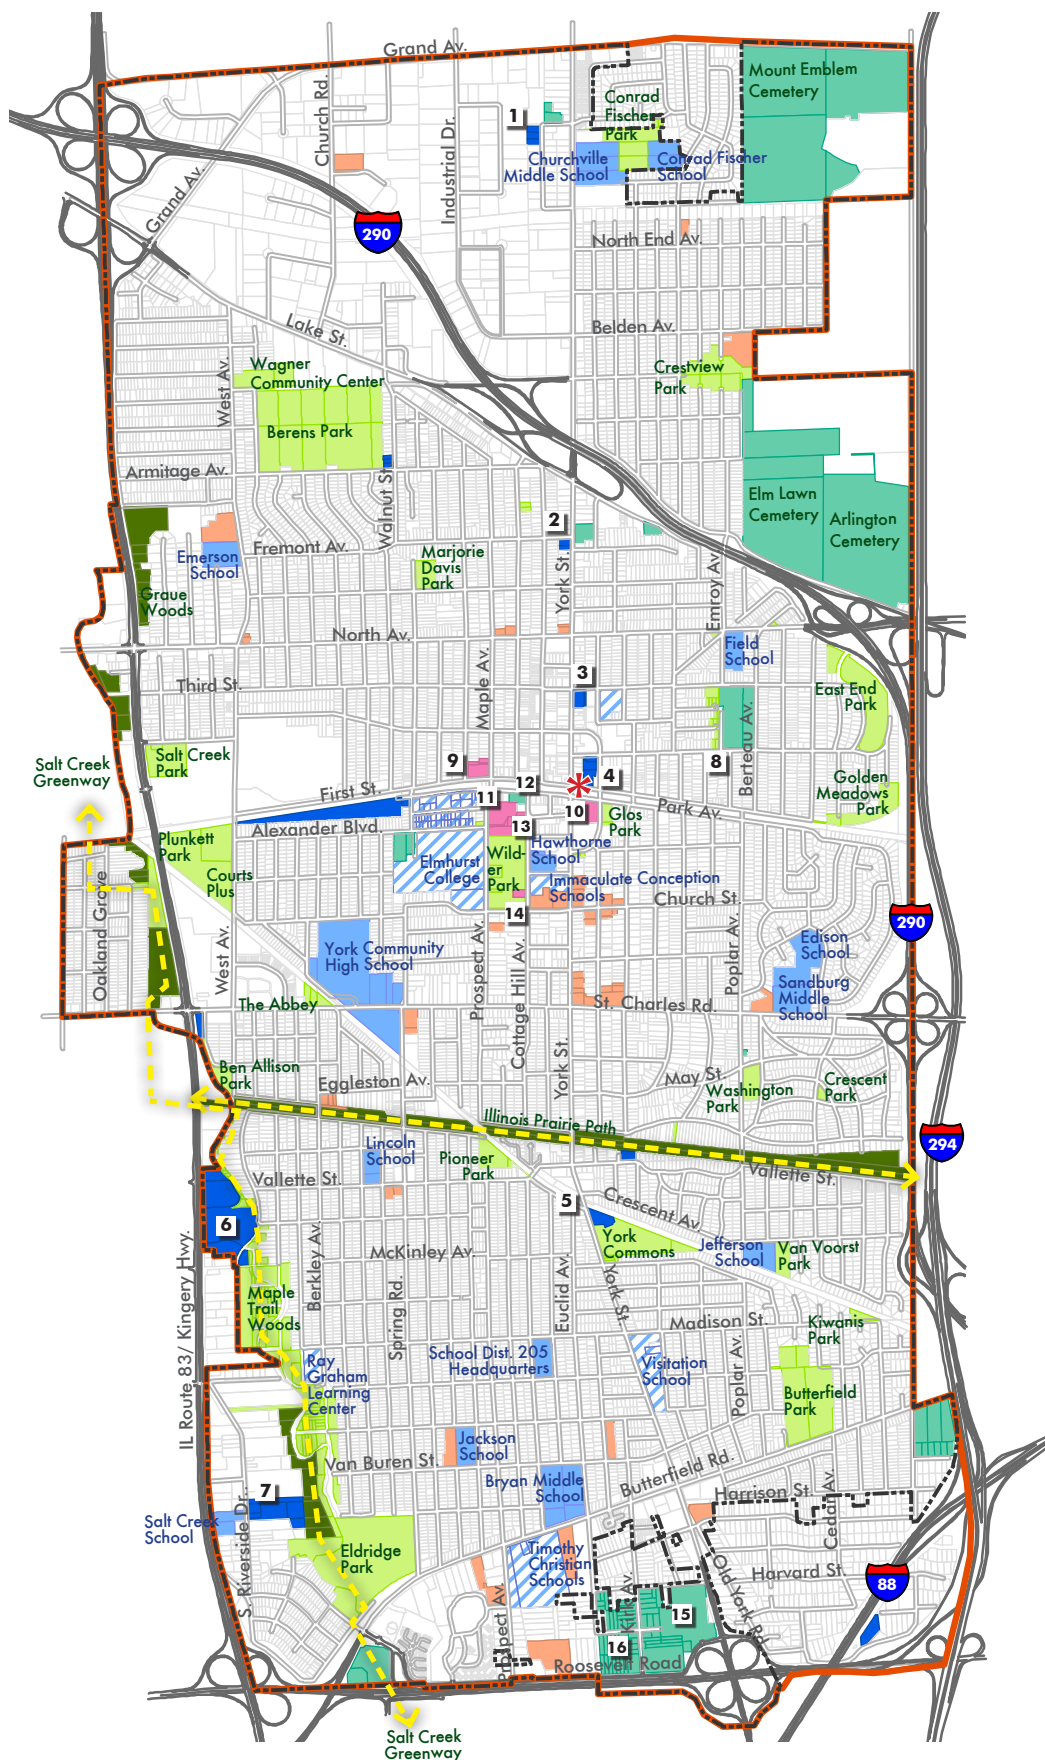 Grand Av.
Mount Emblem
Cemetery
Church Rd.
Conrad
Fischer
Park
1
Industrial Dr.
Churchville
Middle School
Conrad Fischer
School
Grand Av.
290
North End Av.
Lake St.
Belden Av.
Wagner
Community Center
Crestview
Park
West Av.
Berens Park
Armitage Av.
Walnut St.
Elm Lawn
Cemetery
Arlington
Cemetery
2
Emerson
School
Fremont Av.
Marjorie
Davis
Park
York St.
Emroy Av.
Graue
Woods
North Av.
Field
School
Third St.
Maple Av.
3
East End
Park
Berteau Av.
Salt Creek
Greenway
Salt Creek
Park
9
12
4
8
First St.
11
10
Golden
Meadows
Park
Park Av.
Alexander Blvd.
13
Glos
Park
Plunkett
Park
Hawthorne
School
Courts
Plus
Elmhurst
College
Wild-
er
Park
Immaculate Conception
Schools
Church St.
Oakland Grove
14
290
York Community
High School
West Av.
Prospect Av.
Cottage Hill Av.
Poplar Av.
Edison
School
Sandburg
Middle
School
The Abbey
St. Charles Rd.
York St.
Ben Allison
Park
Eggleston Av.
May St.
Washington
Park
Crescent
Park
Illinois Prairie Path
294
Lincoln
School
Pioneer
Park
Vallette St.
Vallette St.
5
Crescent Av.
6
York
Commons
Jefferson
School
Van Voorst
Park
McKinley Av.
IL Route 83/ Kingery Hwy.
Berkley Av.
Spring Rd.
Euclid Av.
York St.
Maple
Trail
Woods
Madison St.
Kiwanis
Park
School Dist. 205
Headquarters
Visitation
School
Poplar Av.
Ray
Graham
Learning
Center
Butterfield
Park
Jackson
School
Van Buren St.
Butterfield Rd.
Bryan Middle
School
Harrison St.
Cedar Av.
7
Salt Creek
School
S. Riverside Dr.
Eldridge
Park
Timothy
Christian
Schools
Harvard St.
88
Old York Rd.
Prospect Av.
Kirk Av.
15
16
Roosevelt Road
Salt Creek
Greenway